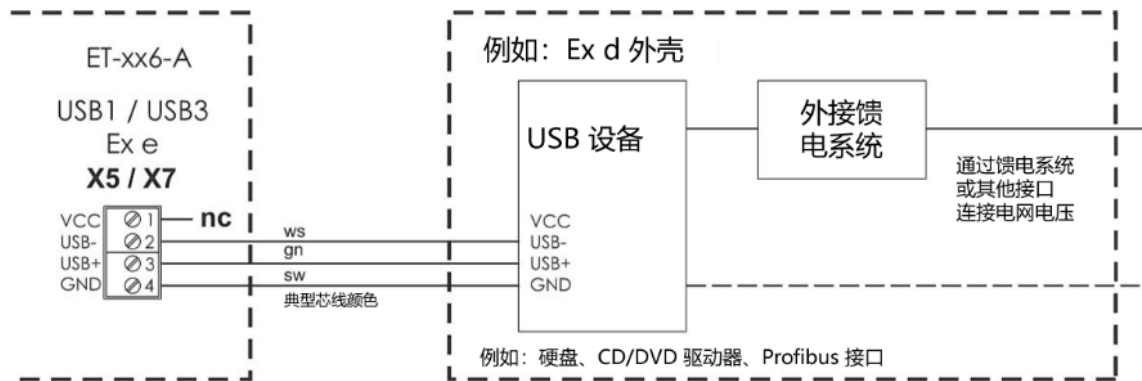 ET-xx6-A
USB1 / USB3
Ex e
X5 / X7
VCC
1
nc
USB-
2
USB+
3
GND
4
ws
gn
sw
典型芯线颜色
例如：Ex d 外壳
USB 设备
VCC
USB-
USB+
GND
外接馈
电系统
通过馈电系统
或其他接口
连接电网电压
例如：硬盘、CD/DVD 驱动器、Profibus 接口